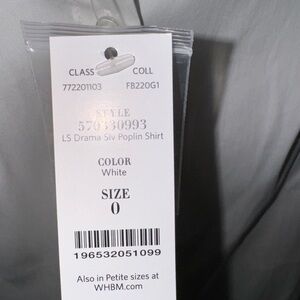 CLASS COLL
772201103 FB220G1
STYLE
570330993
LS Drama Slv Poplin Shirt
COLOR
White
SIZE
0
196532051099
Also in Petite sizes at
WHBM.com